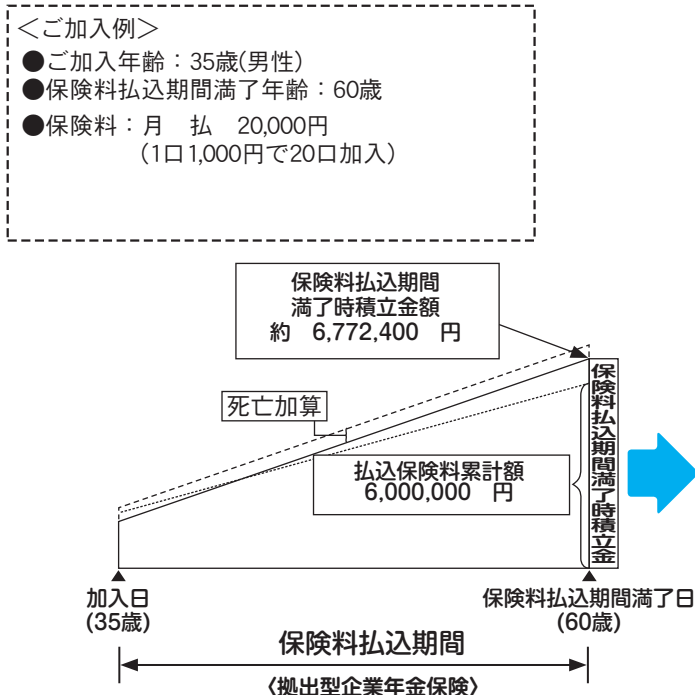 ＜ご加入例＞
●ご加入年齢：35歳(男性)
●保険料払込期間満了年齢：60歳
●保険料：月　払　20,000円
(1口1,000円で20口加入)
保険料払込期間
満了時積立金額
約　6,772,400　円
死亡加算
払込保険料累計額
6,000,000　円
保険料払込期間満了時積立金
加入日
(35歳)
保険料払込期間満了日
(60歳)
保険料払込期間
〈拠出型企業年金保険〉